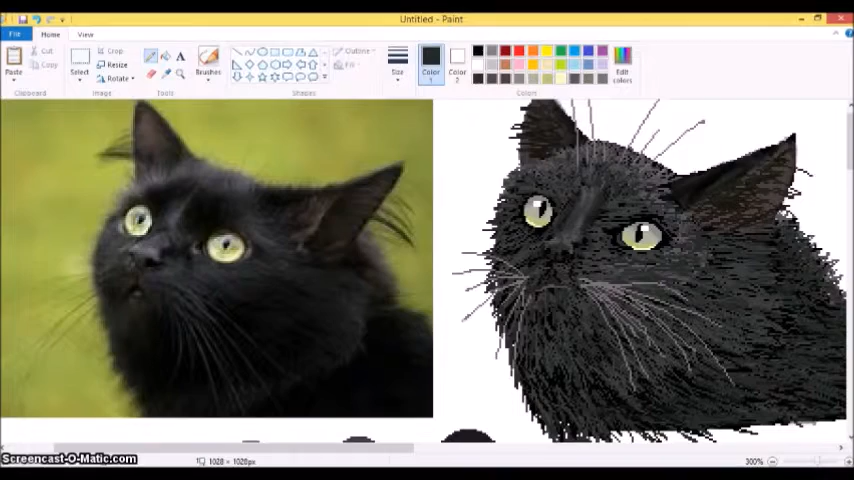 Untitled - Paint
File Home View
Paste
Cut
Copy
Clipboard
Select
Crop
Resize
Rotate
Image
A
Tools
Brushes
Outline
Fill
Shapes
Size
Color
1
Color
2
Edit
colors
Colors
Screencast-O-Matic.com
1028 × 1028px
300%